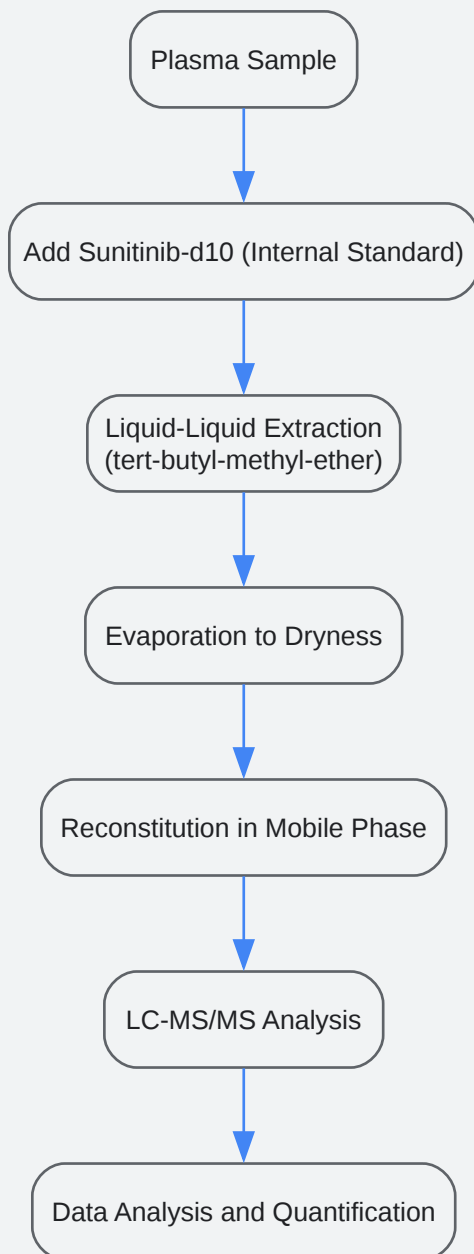 Plasma Sample
Add Sunitinib-d10 (Internal Standard)
Liquid-Liquid Extraction
(tert-butyl-methyl-ether)
Evaporation to Dryness
Reconstitution in Mobile Phase
LC-MS/MS Analysis
Data Analysis and Quantification